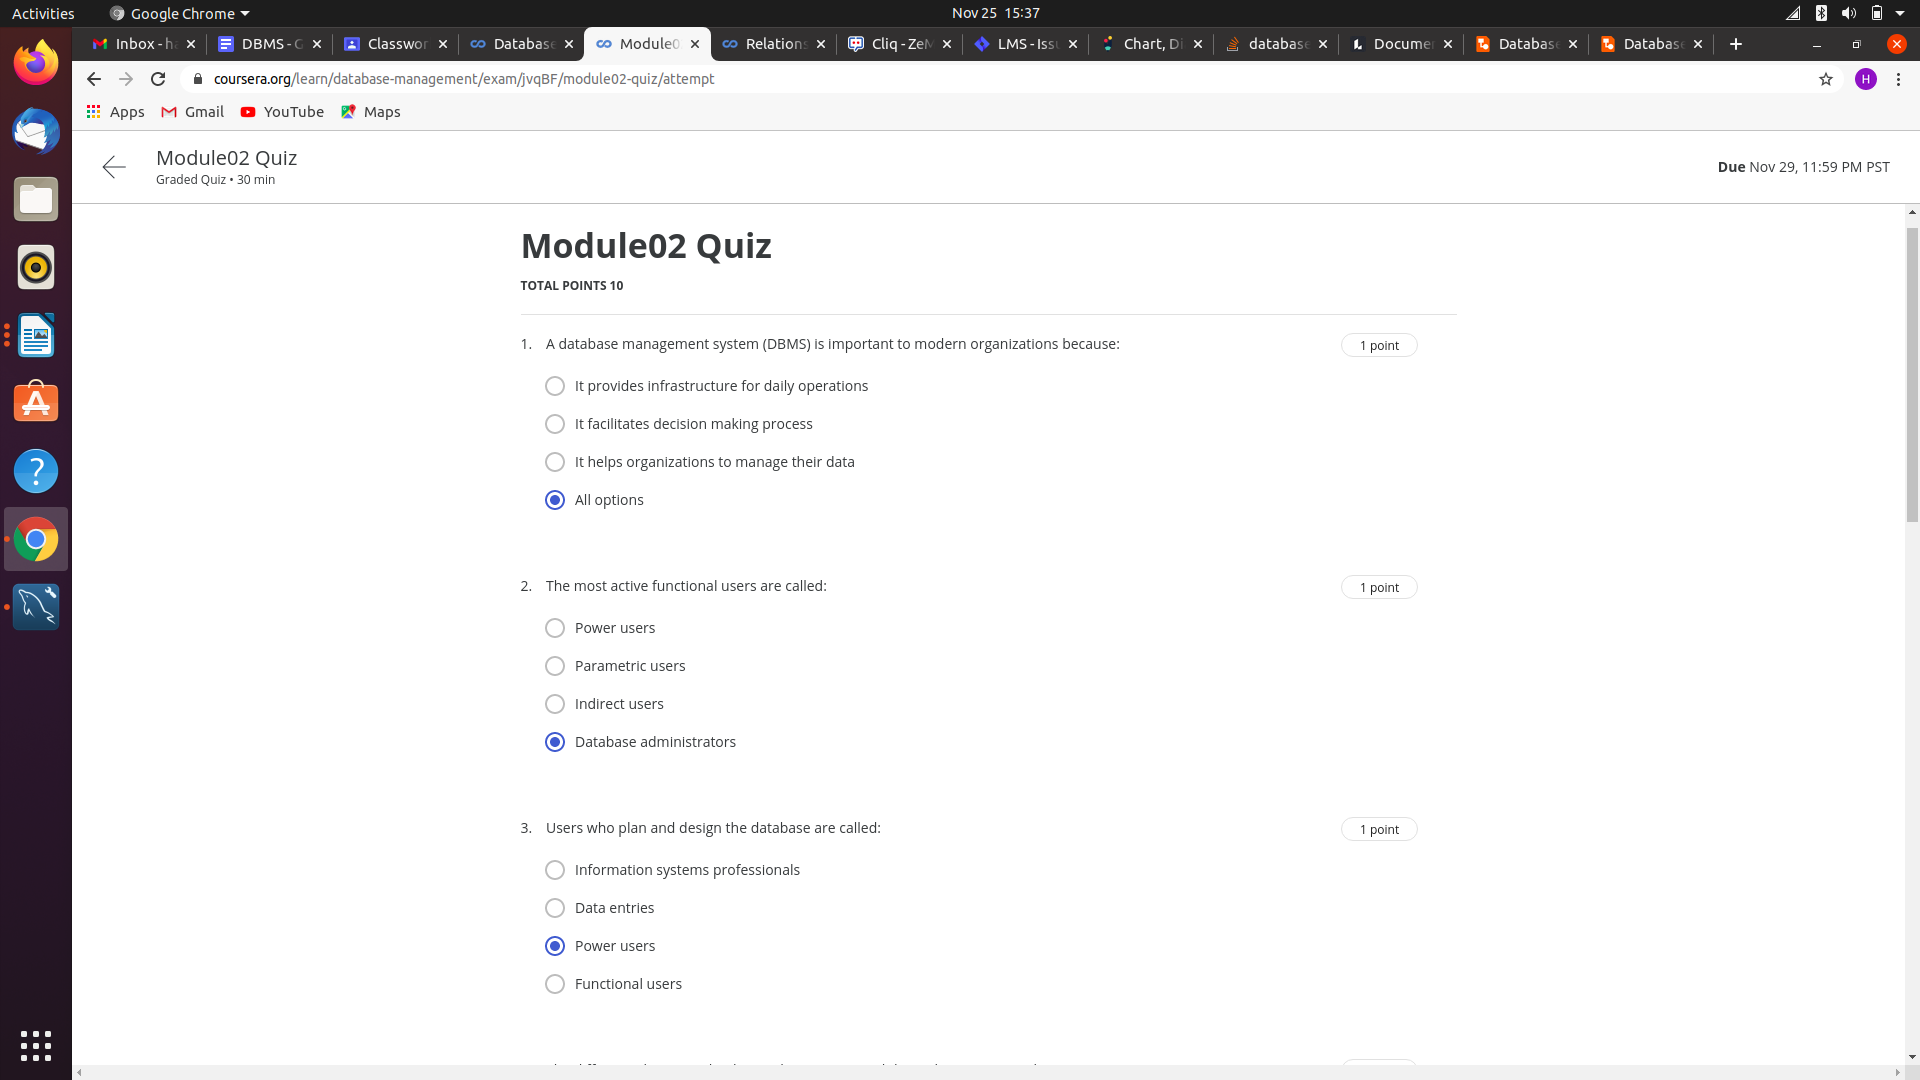 Activities
Google Chrome
Nov 25 15:37
Inbox - h
DBMS - 
Classwor
Database
Module0
Relations
Cliq - Ze
LMS - Iss
Chart, Di
database
Documen
Database
Database
coursera.org/learn/database-management/exam/jvqBF/module02-quiz/attempt
H
Apps
Gmail
YouTube
Maps
Module02 Quiz
Graded Quiz • 30 min
Due Nov 29, 11:59 PM PST
Module02 Quiz
TOTAL POINTS 10
1. A database management system (DBMS) is important to modern organizations because:
1 point
It provides infrastructure for daily operations
It facilitates decision making process
It helps organizations to manage their data
All options
2. The most active functional users are called:
1 point
Power users
Parametric users
Indirect users
Database administrators
3. Users who plan and design the database are called:
1 point
Information systems professionals
Data entries
Power users
Functional users